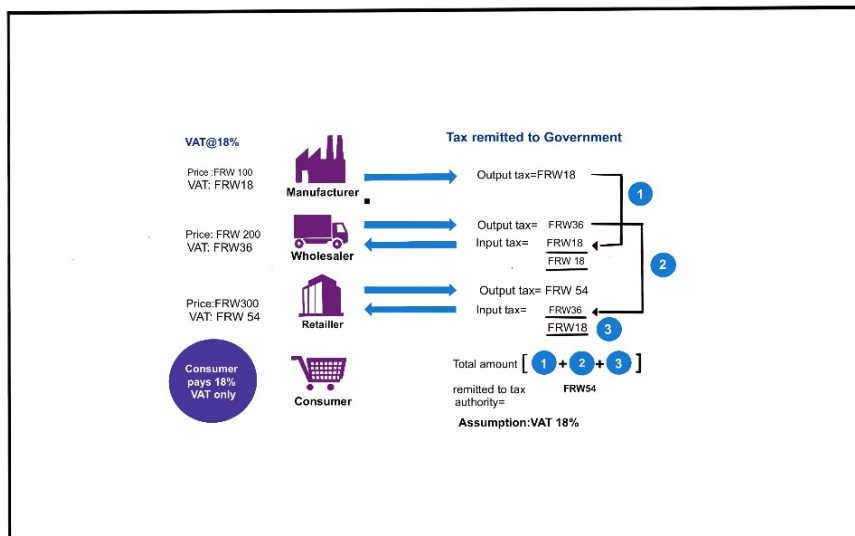 VAT@18%
Tax remitted to Government
Price :FRW 100
VAT: FRW18
Manufacturer
Output tax=FRW18
1
Price: FRW 200
VAT: FRW36
Wholesaler
Output tax= FRW36
Input tax= FRW18
FRW 18
2
Price:FRW300
VAT: FRW 54
Retailler
Output tax= FRW 54
Input tax= FRW36
FRW18 3
Consumer
pays 18%
VAT only
Consumer
Total amount [ 1 + 2 + 3 ]
remitted to tax
authority=
FRW54
Assumption:VAT 18%